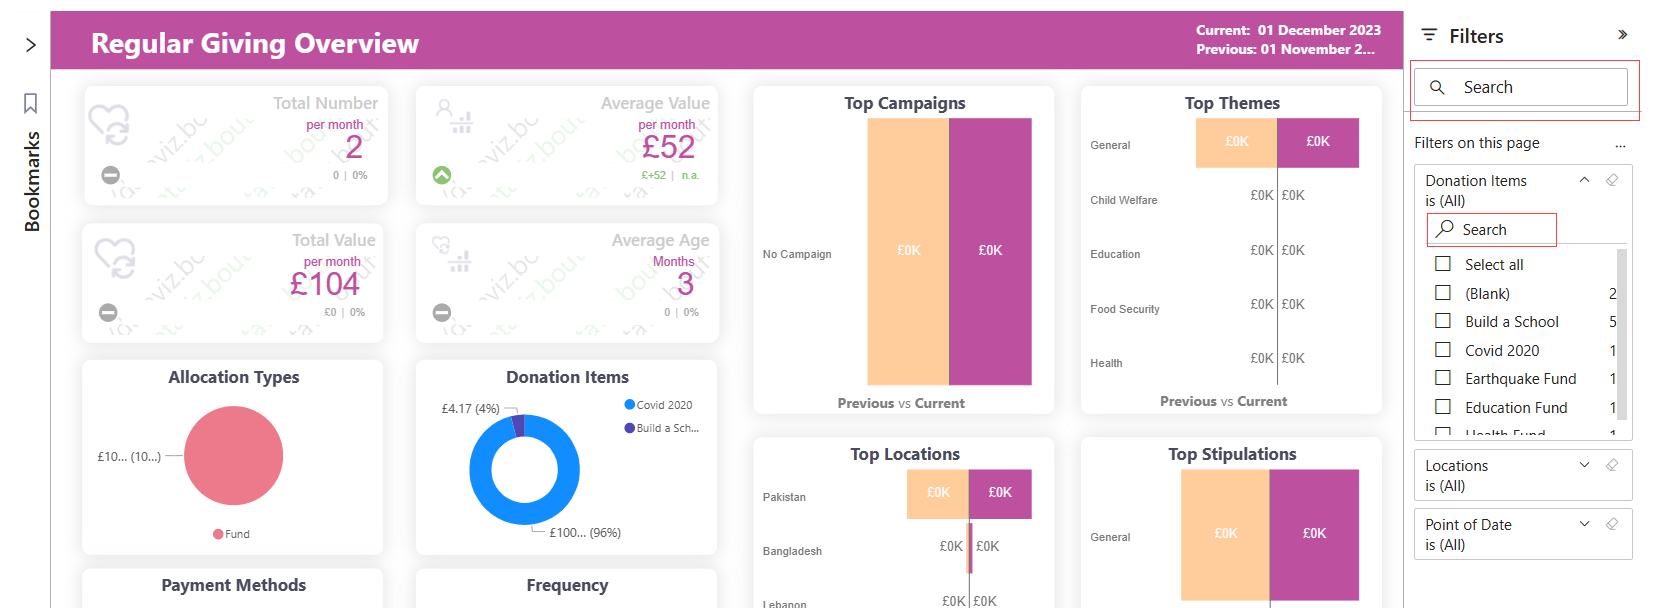 Bookmarks
Regular Giving Overview
Current: 01 December 2023
Previous: 01 November 2...
Total Number
per month
2
0 | 0%
Average Value
per month
£52
£+52 | n.a.
Total Value
per month
£104
£0 | 0%
Average Age
Months
3
0 | 0%
Allocation Types
£10... (10...)
Fund
Donation Items
£4.17 (4%)
£100... (96%)
Covid 2020
Build a Sch...
Payment Methods
Frequency
Top Campaigns
No Campaign
£0K
£0K
Previous vs Current
Top Themes
General
£0K
£0K
Child Welfare
£0K
£0K
Education
£0K
£0K
Food Security
£0K
£0K
Health
£0K
£0K
Previous vs Current
Top Locations
Pakistan
£0K
£0K
Bangladesh
£0K
£0K
Lebanon
£0K
£0K
Top Stipulations
General
£0K
£0K
Filters
Search
Filters on this page
...
Donation Items
is (All)
Search
Select all
(Blank) 2
Build a School 5
Covid 2020 1
Earthquake Fund 1
Education Fund 1
Health Fund 1
Locations
is (All)
Point of Date
is (All)